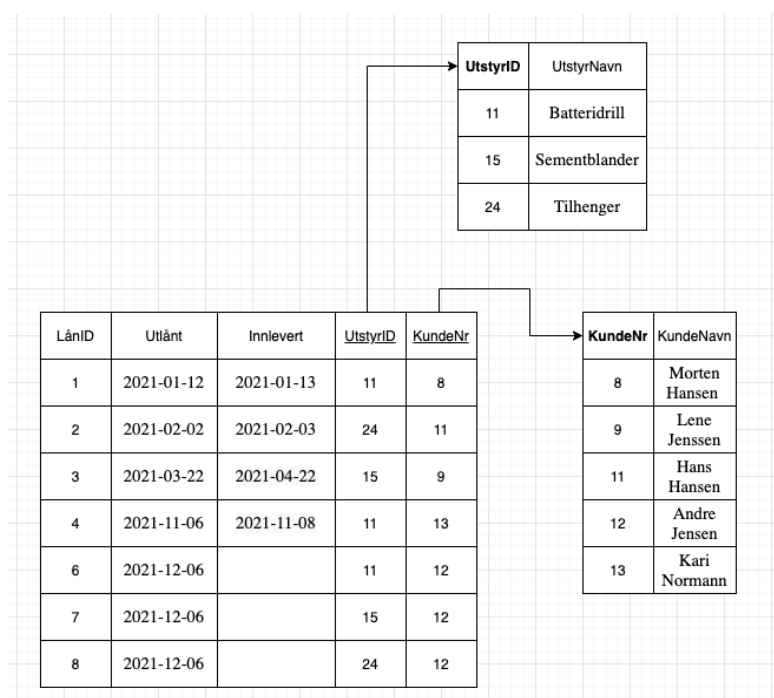 UtstyrID UtstyrNavn
11 Batteridrill
15 Sementblander
24 Tilhenger
LånID Utlånt Innlevert UtstyrID KundeNr
1 2021-01-12 2021-01-13 11 8
2 2021-02-02 2021-02-03 24 11
3 2021-03-22 2021-04-22 15 9
4 2021-11-06 2021-11-08 11 13
6 2021-12-06 11 12
7 2021-12-06 15 12
8 2021-12-06 24 12
KundeNr KundeNavn
8 Morten
Hansen
9 Lene
Jenssen
11 Hans
Hansen
12 Andre
Jensen
13 Kari
Normann